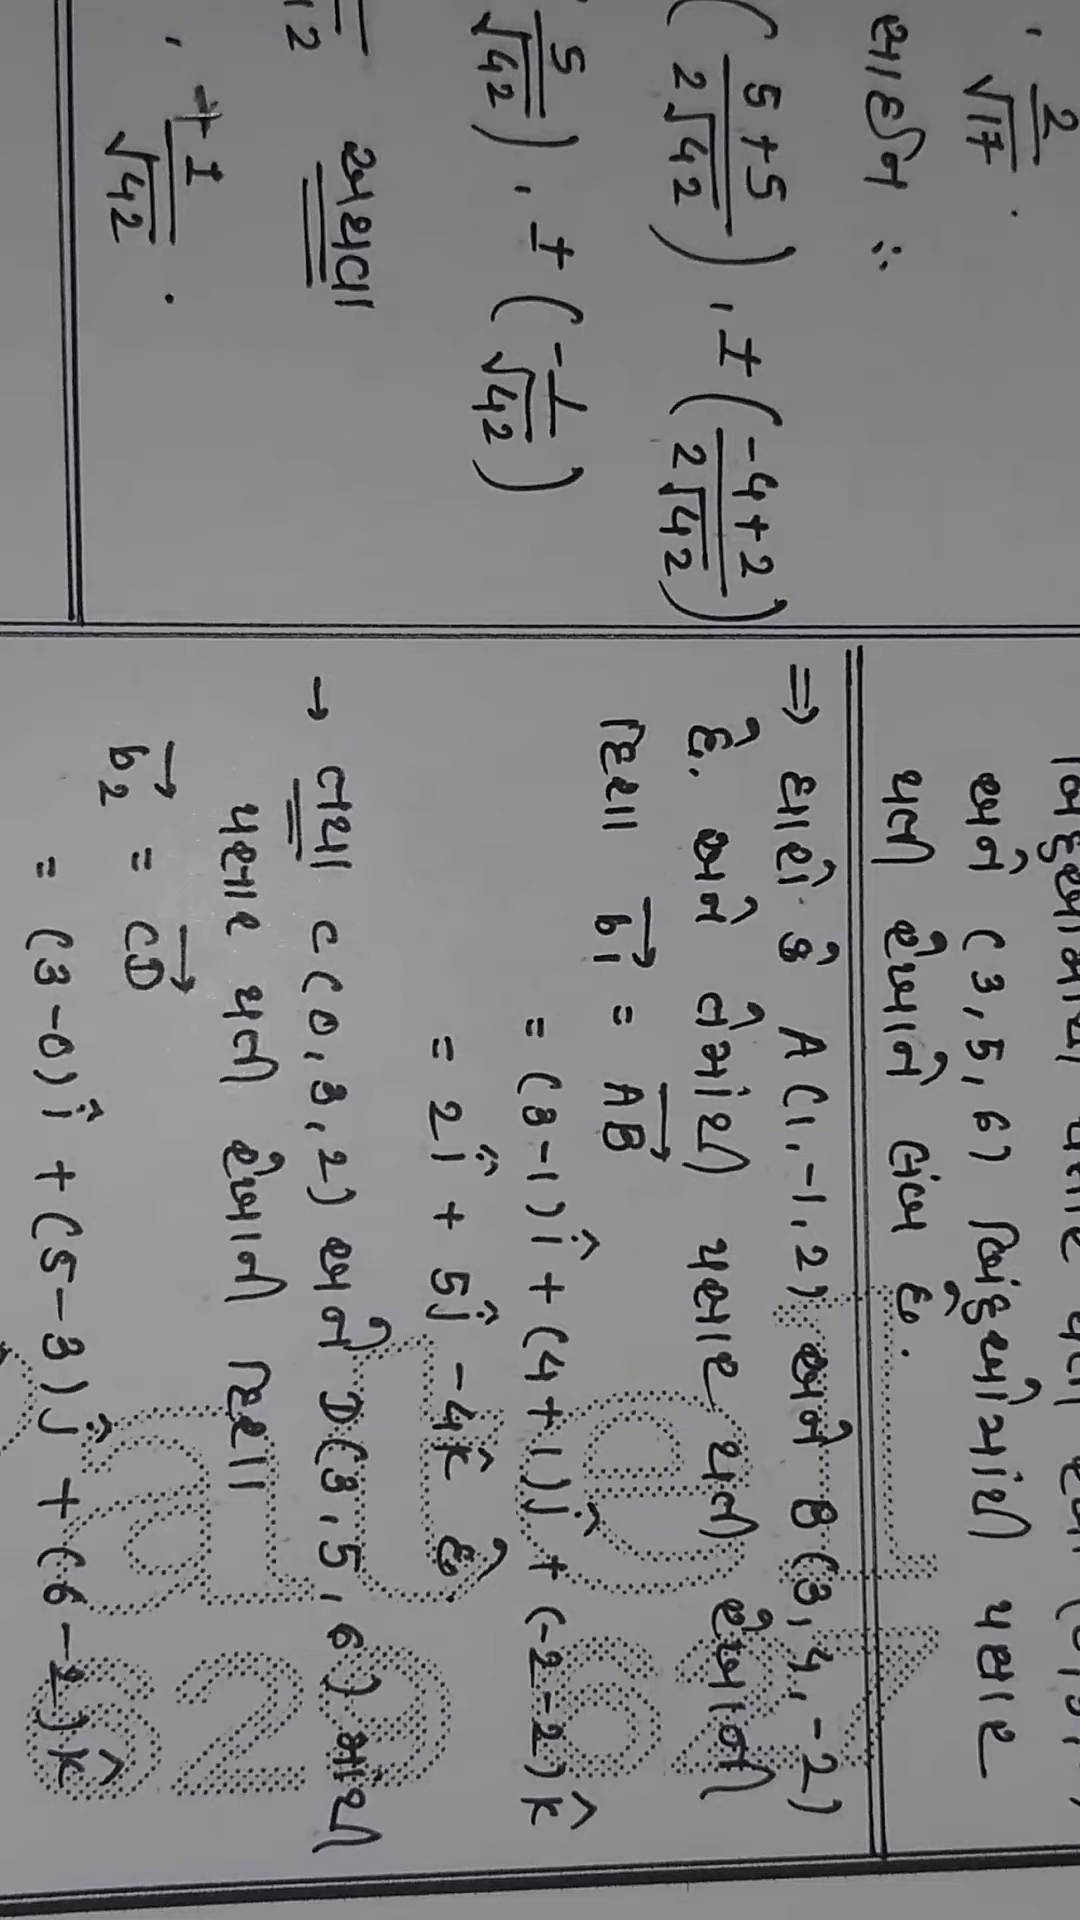 , 2/√17 .
સાઈન :.
(5+5 / 2√42) , ± (-4+2 / 2√42)
5/√42) , ± (-1/√42)
અથવા
, + 1/√42 .
અને (3,5,6) બિંદુઓમાંથી પસાર
થતી રેખાને લંબ છે.
⇒ ધારો કે A(1,-1,2) અને B(3,4,-2)
છે. અને તેમાંથી પસાર થતી રેખાની
દિશા b1 = AB
= (3-1)î + (4+1)ĵ + (-2-2)k̂
= 2î + 5ĵ -4k̂ છે
→ તથા C(0,3,2) અને D(3,5,6) માંથી
પસાર થતી રેખાની દિશા
b2 = CD
= (3-0)î + (5-3)ĵ + (6-2)k̂